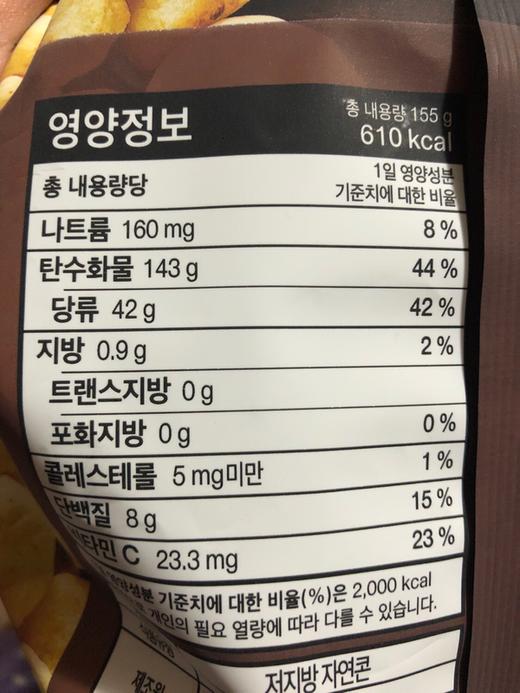 영양정보
총 내용량 155 g
610 kcal
총 내용량당
1일 영양성분
기준치에 대한 비율
나트륨 160 mg 8 %
탄수화물 143 g 44 %
당류 42 g 42 %
지방 0.9 g 2 %
트랜스지방 0 g
포화지방 0 g 0 %
콜레스테롤 5 mg미만 1 %
단백질 8 g 15 %
비타민 C 23.3 mg 23 %
영양성분 기준치에 대한 비율(%)은 2,000 kcal
개인의 필요 열량에 따라 다를 수 있습니다.
저지방 자연콘